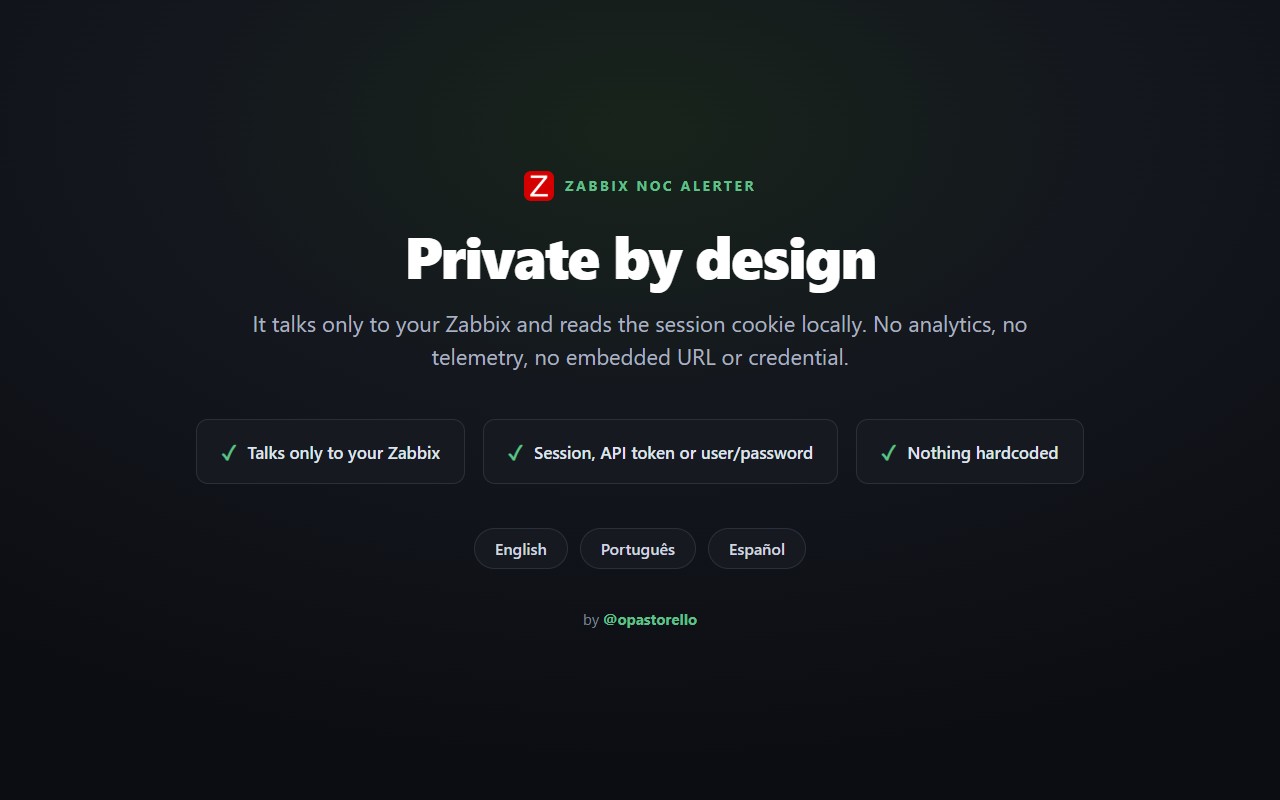 Z ZABBIX NOC ALERTER
Private by design
It talks only to your Zabbix and reads the session cookie locally. No analytics, no
telemetry, no embedded URL or credential.
✓ Talks only to your Zabbix
✓ Session, API token or user/password
✓ Nothing hardcoded
English
Português
Español
by @opastorello